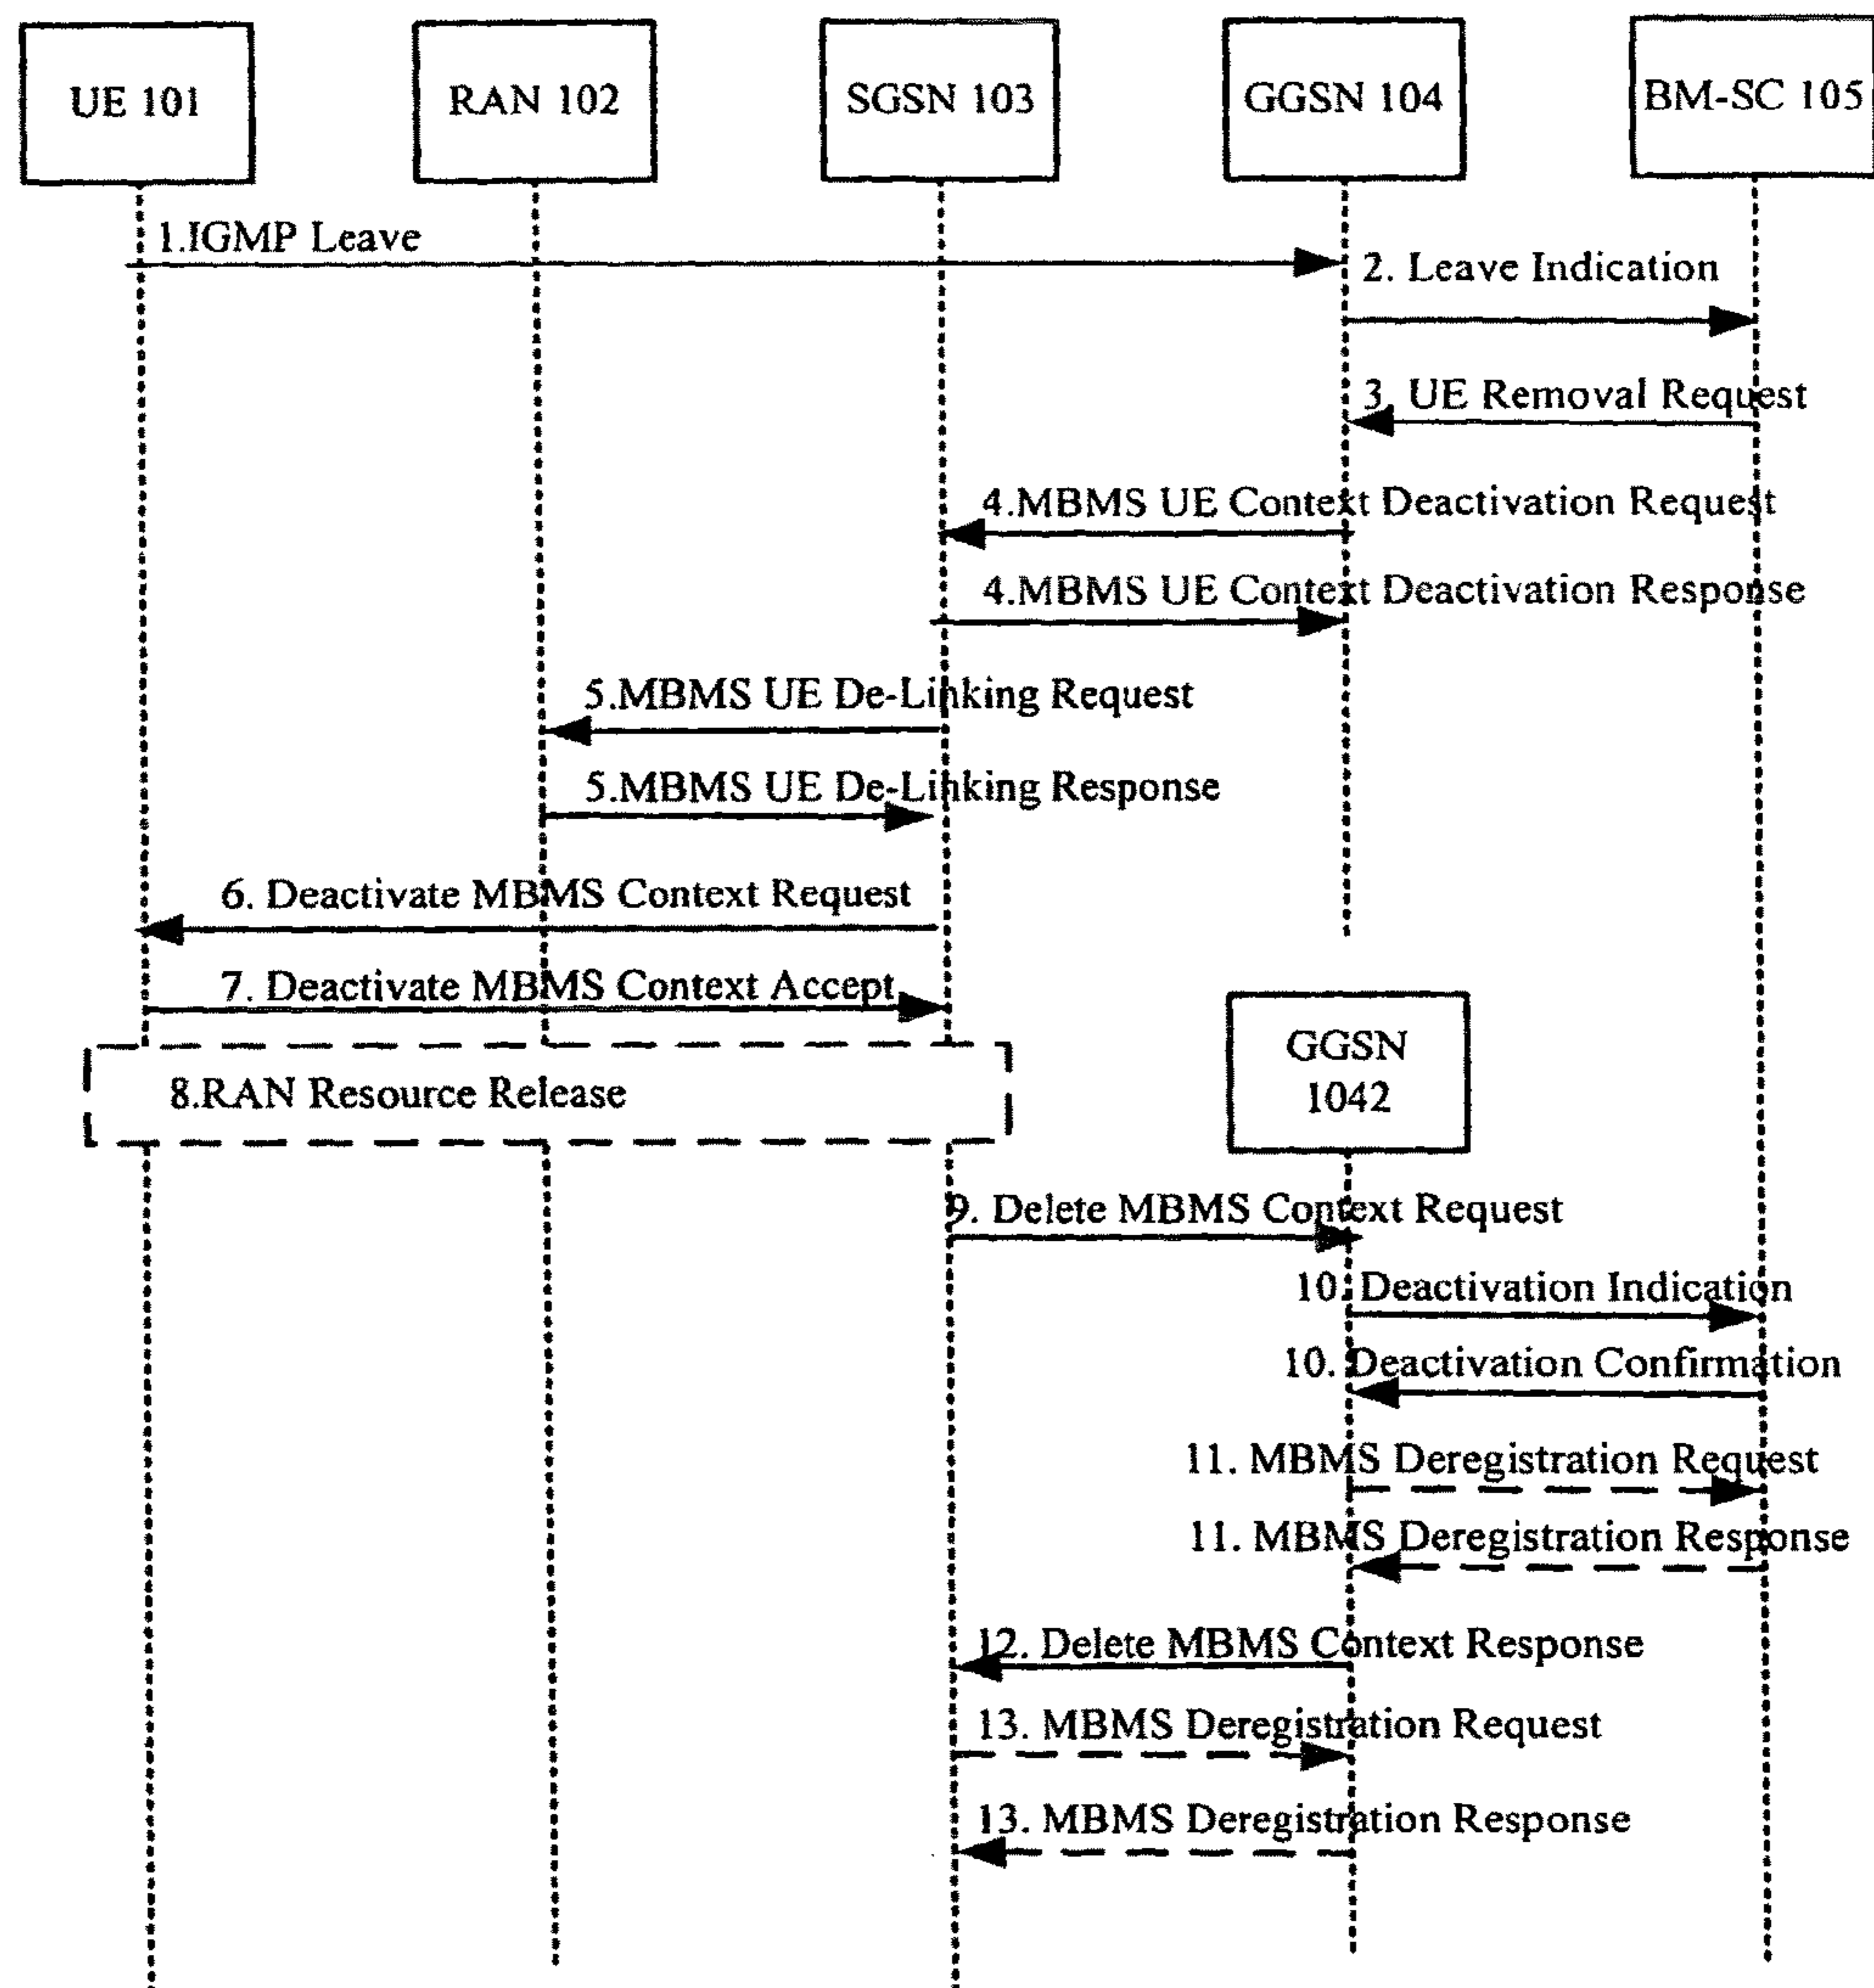 UE 101
RAN 102
SGSN 103
GGSN 104
BM-SC 105
1.IGMP Leave
2. Leave Indication
3. UE Removal Request
4.MBMS UE Context Deactivation Request
4.MBMS UE Context Deactivation Response
5.MBMS UE De-Linking Request
5.MBMS UE De-Linking Response
6. Deactivate MBMS Context Request
7. Deactivate MBMS Context Accept
GGSN
1042
8.RAN Resource Release
9. Delete MBMS Context Request
10. Deactivation Indication
10. Deactivation Confirmation
11. MBMS Deregistration Request
11. MBMS Deregistration Response
12. Delete MBMS Context Response
13. MBMS Deregistration Request
13. MBMS Deregistration Response